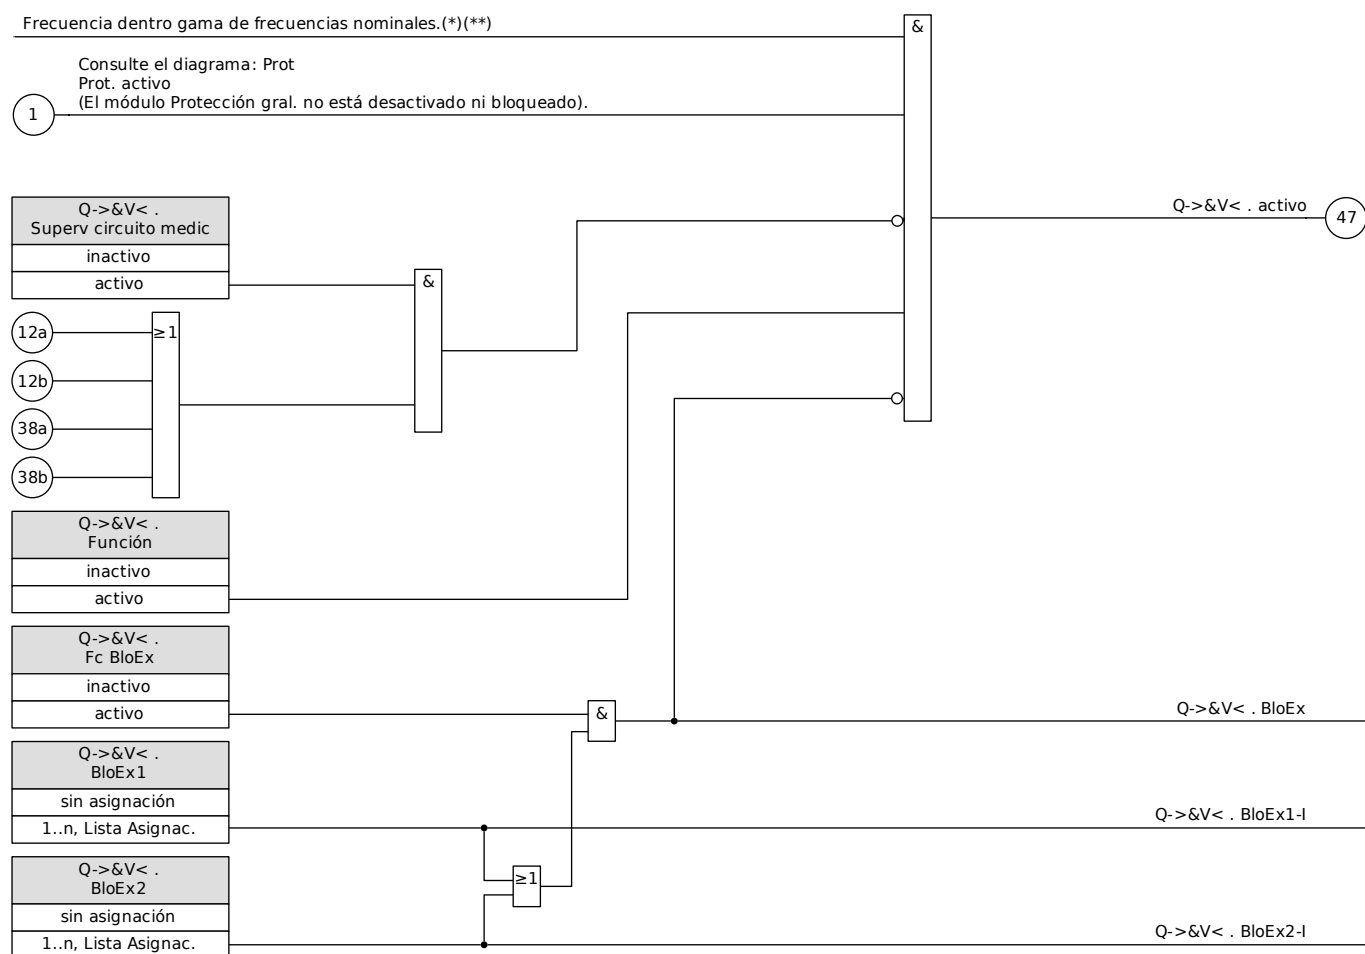 Frecuencia dentro gama de frecuencias nominales.(*)(**)
&
Consulte el diagrama: Prot
Prot. activo
(El módulo Protección gral. no está desactivado ni bloqueado).
1
Q->&V< . activo
47
Q->&V< .
Superv circuito medic
inactivo
activo
&
12a
≥1
12b
38a
38b
Q->&V< .
Función
inactivo
activo
Q->&V< .
Fc BloEx
inactivo
activo
&
Q->&V< . BloEx
Q->&V< .
BloEx1
sin asignación
1..n, Lista Asignac.
Q->&V< . BloEx1-I
Q->&V< .
BloEx2
≥1
sin asignación
1..n, Lista Asignac.
Q->&V< . BloEx2-I